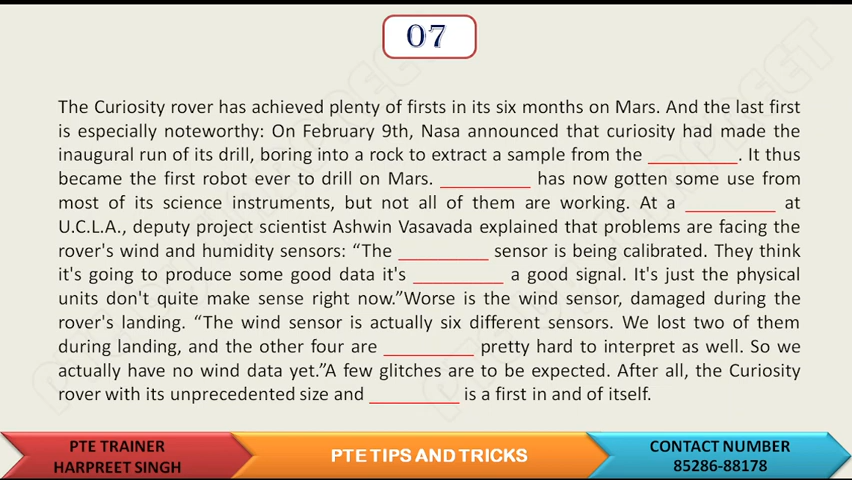 07
The Curiosity rover has achieved plenty of firsts in its six months on Mars. And the last first
is especially noteworthy: On February 9th, Nasa announced that curiosity had made the
inaugural run of its drill, boring into a rock to extract a sample from the __________. It thus
became the first robot ever to drill on Mars. __________ has now gotten some use from
most of its science instruments, but not all of them are working. At a __________ at
U.C.L.A., deputy project scientist Ashwin Vasavada explained that problems are facing the
rover's wind and humidity sensors: “The __________ sensor is being calibrated. They think
it's going to produce some good data it's __________ a good signal. It's just the physical
units don't quite make sense right now.”Worse is the wind sensor, damaged during the
rover's landing. “The wind sensor is actually six different sensors. We lost two of them
during landing, and the other four are __________ pretty hard to interpret as well. So we
actually have no wind data yet.”A few glitches are to be expected. After all, the Curiosity
rover with its unprecedented size and __________ is a first in and of itself.
PTE TRAINER
HARPREET SINGH
PTE TIPS AND TRICKS
CONTACT NUMBER
85286-88178